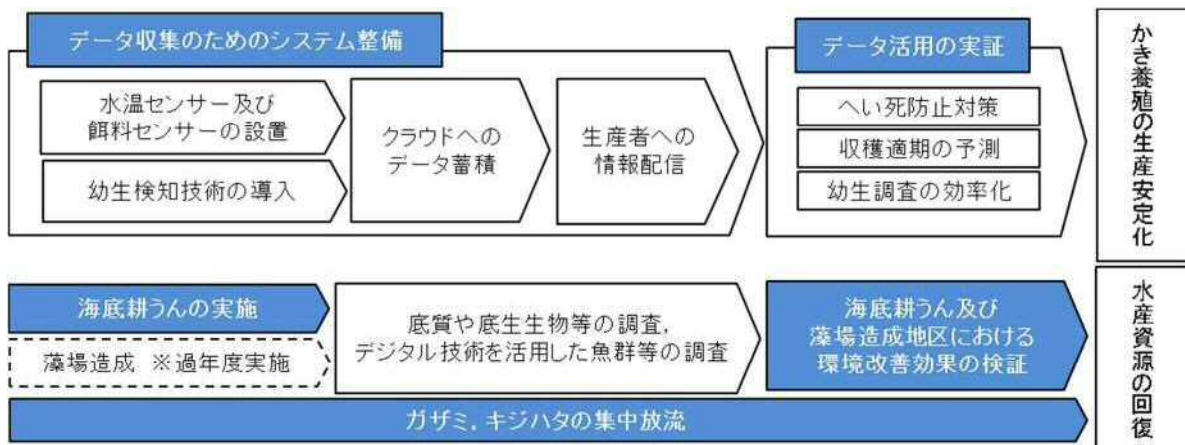 データ収集のためのシステム整備
水温センサー及び
餌料センサーの設置
幼生検知技術の導入
クラウドへの
データ蓄積
生産者への
情報配信
データ活用の実証
へい死防止対策
収穫適期の予測
幼生調査の効率化
かき養殖の生産安定化
海底耕うんの実施
藻場造成 ※過年度実施
底質や底生生物等の調査,
デジタル技術を活用した魚群等の調査
海底耕うん及び
藻場造成地区における
環境改善効果の検証
ガザミ,キジハタの集中放流
水産資源の回復